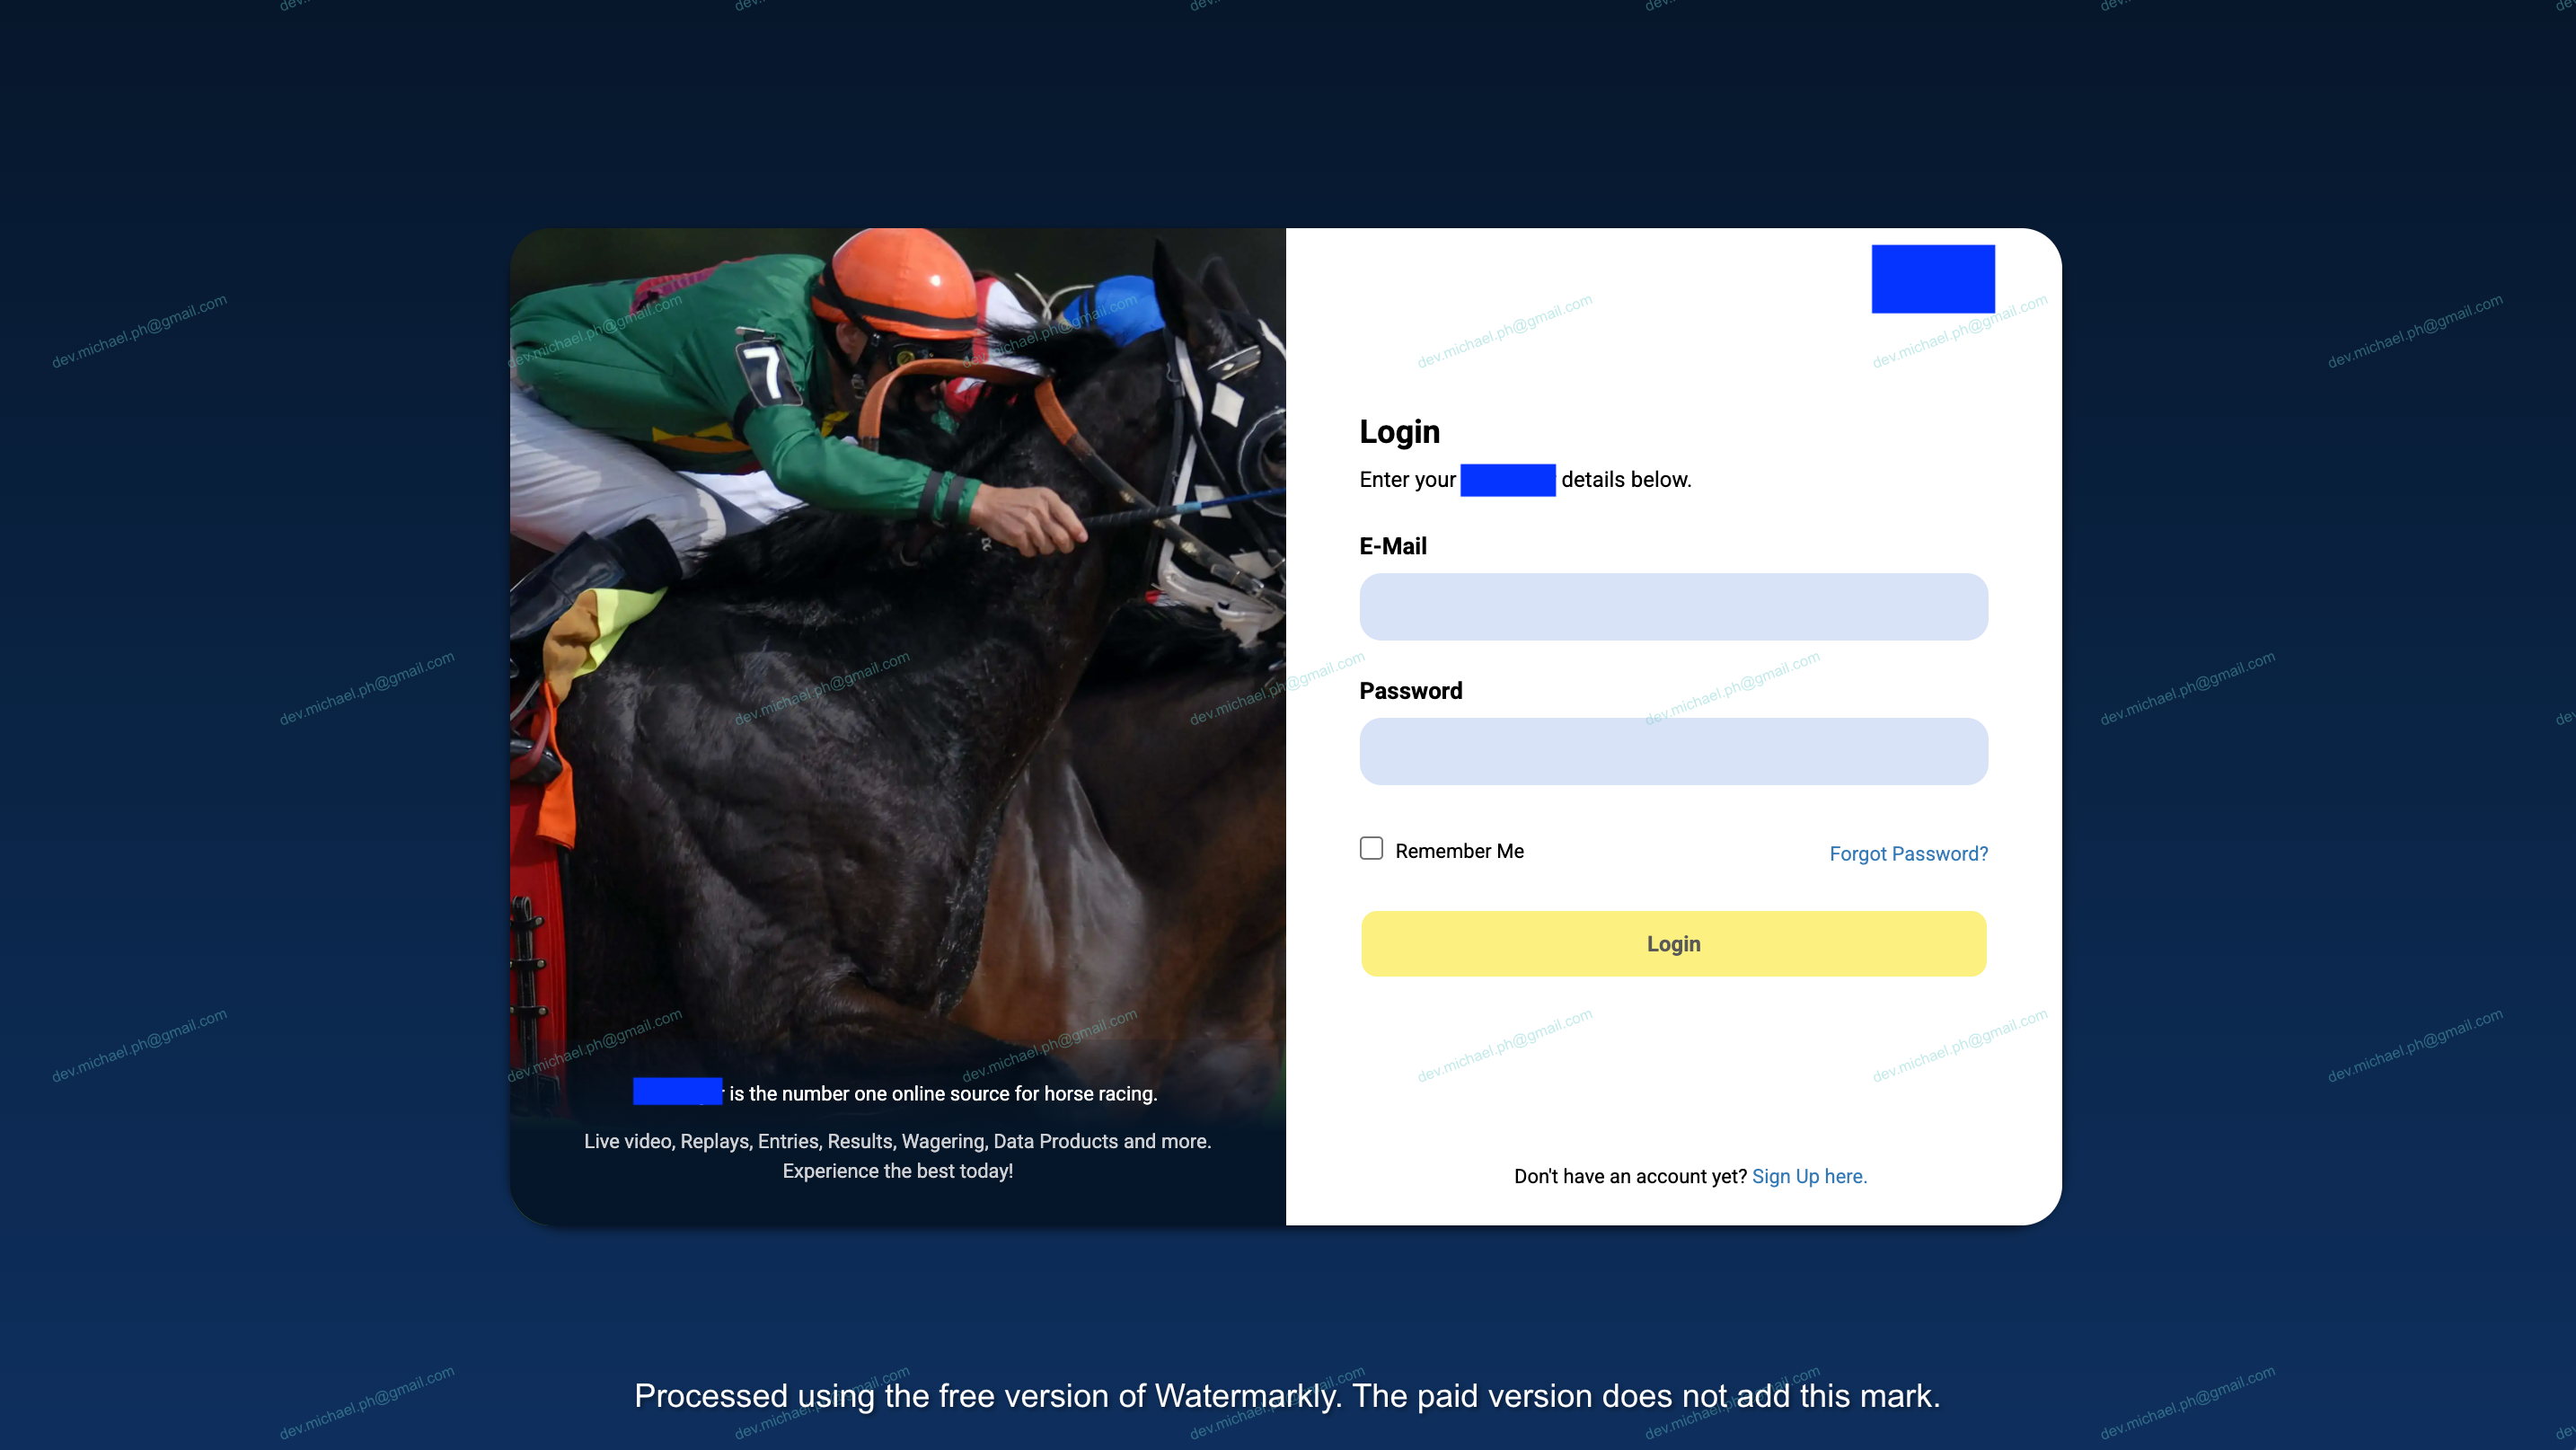 7
Login
Enter your details below.
E-Mail
Password
Remember Me
Forgot Password?
Login
is the number one online source for horse racing.
Live video, Replays, Entries, Results, Wagering, Data Products and more.
Experience the best today!
Don't have an account yet? Sign Up here.
Processed using the free version of Watermarkly. The paid version does not add this mark.
dev.michael.ph@gmail.com